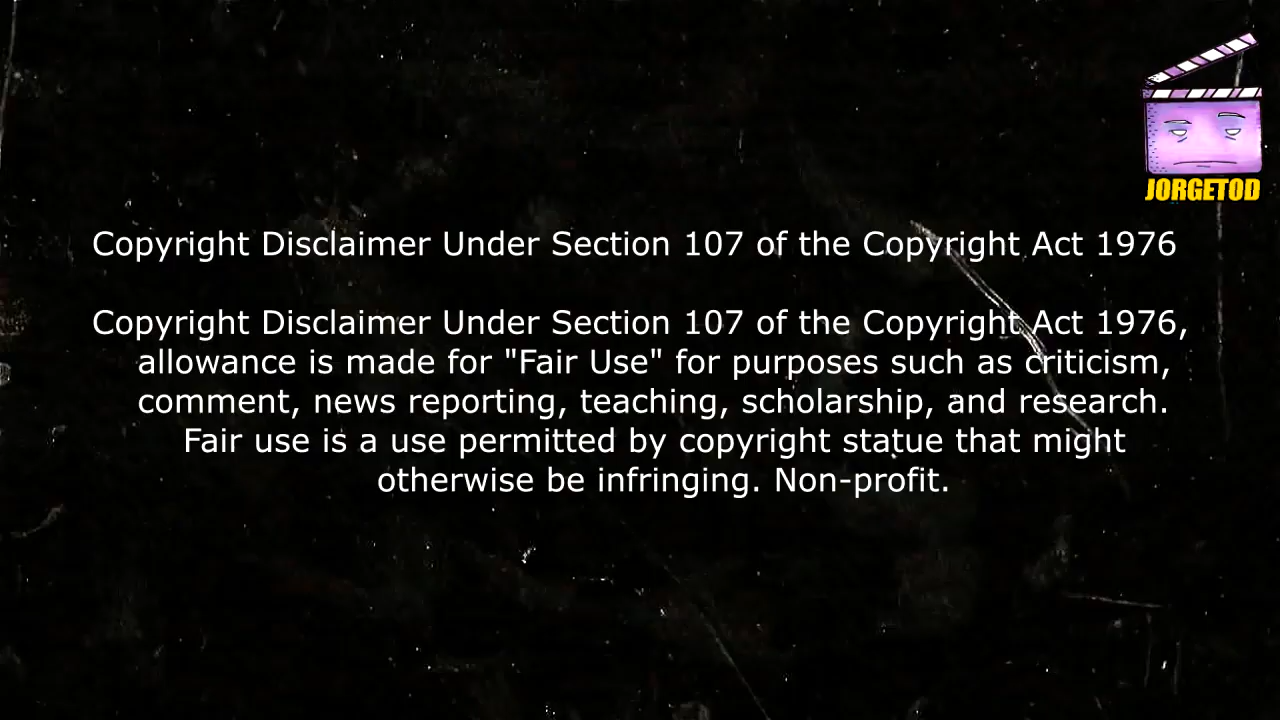 JORGETOD
Copyright Disclaimer Under Section 107 of the Copyright Act 1976
Copyright Disclaimer Under Section 107 of the Copyright Act 1976,
allowance is made for "Fair Use" for purposes such as criticism,
comment, news reporting, teaching, scholarship, and research.
Fair use is a use permitted by copyright statue that might
otherwise be infringing. Non-profit.